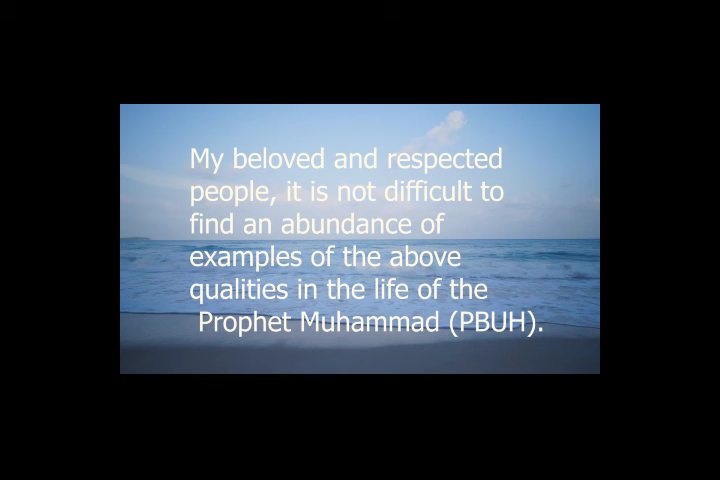 My beloved and respected
people, it is not difficult to
find an abundance of
examples of the above
qualities in the life of the
Prophet Muhammad (PBUH).